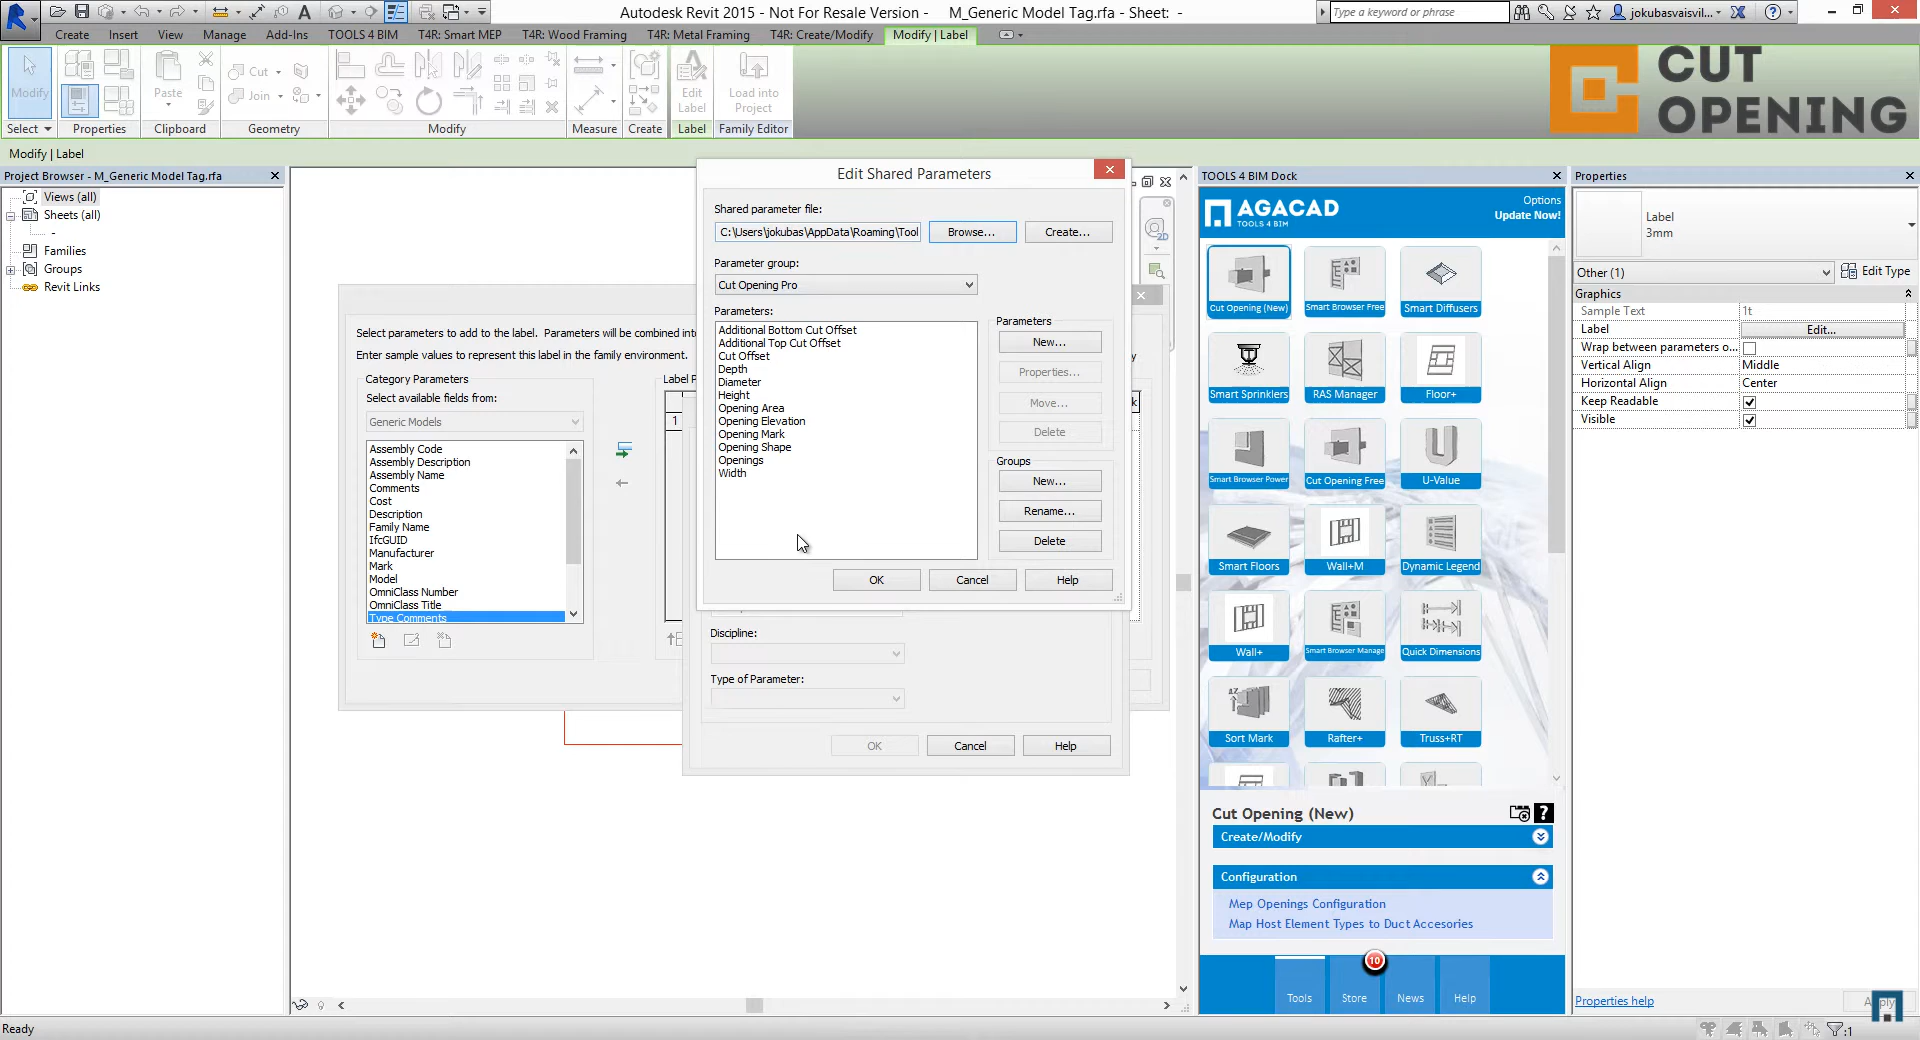 Autodesk Revit 2015 - Not For Resale Version -     M_Generic Model Tag.rfa - Sheet: -
Type a keyword or phrase
jokubasvaisvil...
Create Insert View Manage Add-Ins TOOLS 4 BIM T4R: Smart MEP T4R: Wood Framing T4R: Metal Framing T4R: Create/Modify Modify | Label
Modify
Paste
Cut
Join
Edit Label
Load into Project
Select Properties Clipboard Geometry Modify Measure Create Label Family Editor
CUT
OPENING
Modify | Label
Project Browser - M_Generic Model Tag.rfa
Views (all)
Sheets (all)
-
Families
Groups
Revit Links
Select parameters to add to the label. Parameters will be combined into
Enter sample values to represent this label in the family environment.
Category Parameters
Select available fields from:
Generic Models
Assembly Code
Assembly Description
Assembly Name
Comments
Cost
Description
Family Name
IfcGUID
Manufacturer
Mark
Model
OmniClass Number
OmniClass Title
Type Comments
Label P
1
y
k
Edit Shared Parameters
Shared parameter file:
C:\Users\jokubas\AppData\Roaming\Tool
Browse...
Create...
Parameter group:
Cut Opening Pro
Parameters:
Additional Bottom Cut Offset
Additional Top Cut Offset
Cut Offset
Depth
Diameter
Height
Opening Area
Opening Elevation
Opening Mark
Opening Shape
Openings
Width
Parameters
New...
Properties...
Move...
Delete
Groups
New...
Rename...
Delete
OK
Cancel
Help
Discipline:
Type of Parameter:
OK
Cancel
Help
2D
TOOLS 4 BIM Dock
AGACAD
TOOLS 4 BIM
Options
Update Now!
Cut Opening (New) Smart Browser Free Smart Diffusers
Smart Sprinklers RAS Manager Floor+
Smart Browser Power Cut Opening Free U-Value
Smart Floors Wall+M Dynamic Legend
Wall+ Smart Browser Manage Quick Dimensions
Sort Mark Rafter+ Truss+RT
Cut Opening (New)
?
Create/Modify
Configuration
Mep Openings Configuration
Map Host Element Types to Duct Accesories
10
Tools Store News Help
Properties
Label
3mm
Other (1)
Edit Type
Graphics
Sample Text 1t
Label Edit...
Wrap between parameters o...
Vertical Align Middle
Horizontal Align Center
Keep Readable
Visible
Properties help
Ready
:1